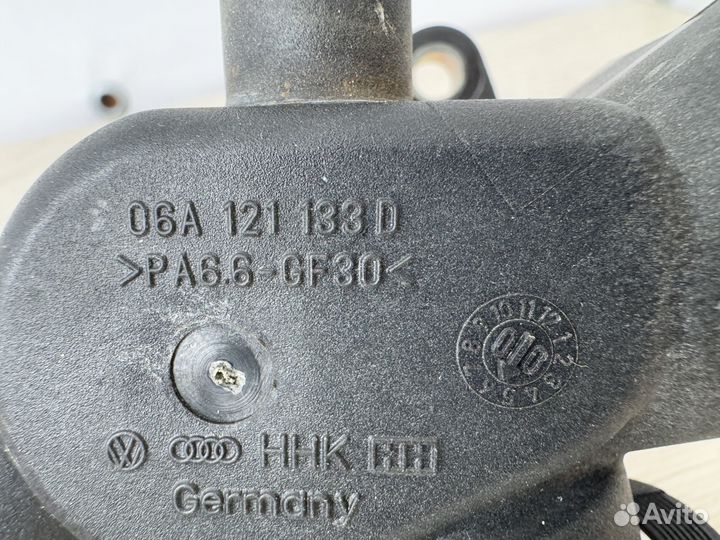 06A 121 133 D
>PA6.6-GF30<
HHK
Germany
Avito